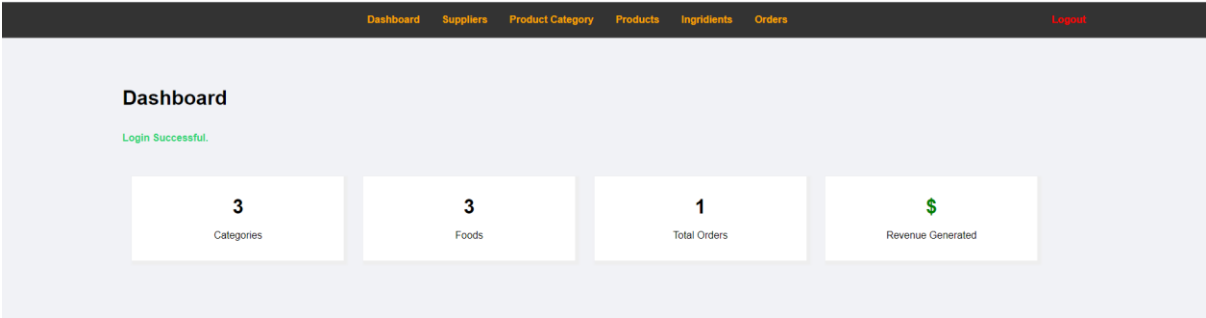 Dashboard Suppliers Product Category Products Ingridients Orders Logout
Dashboard
Login Successful.
3 3 1 $
Categories Foods Total Orders Revenue Generated